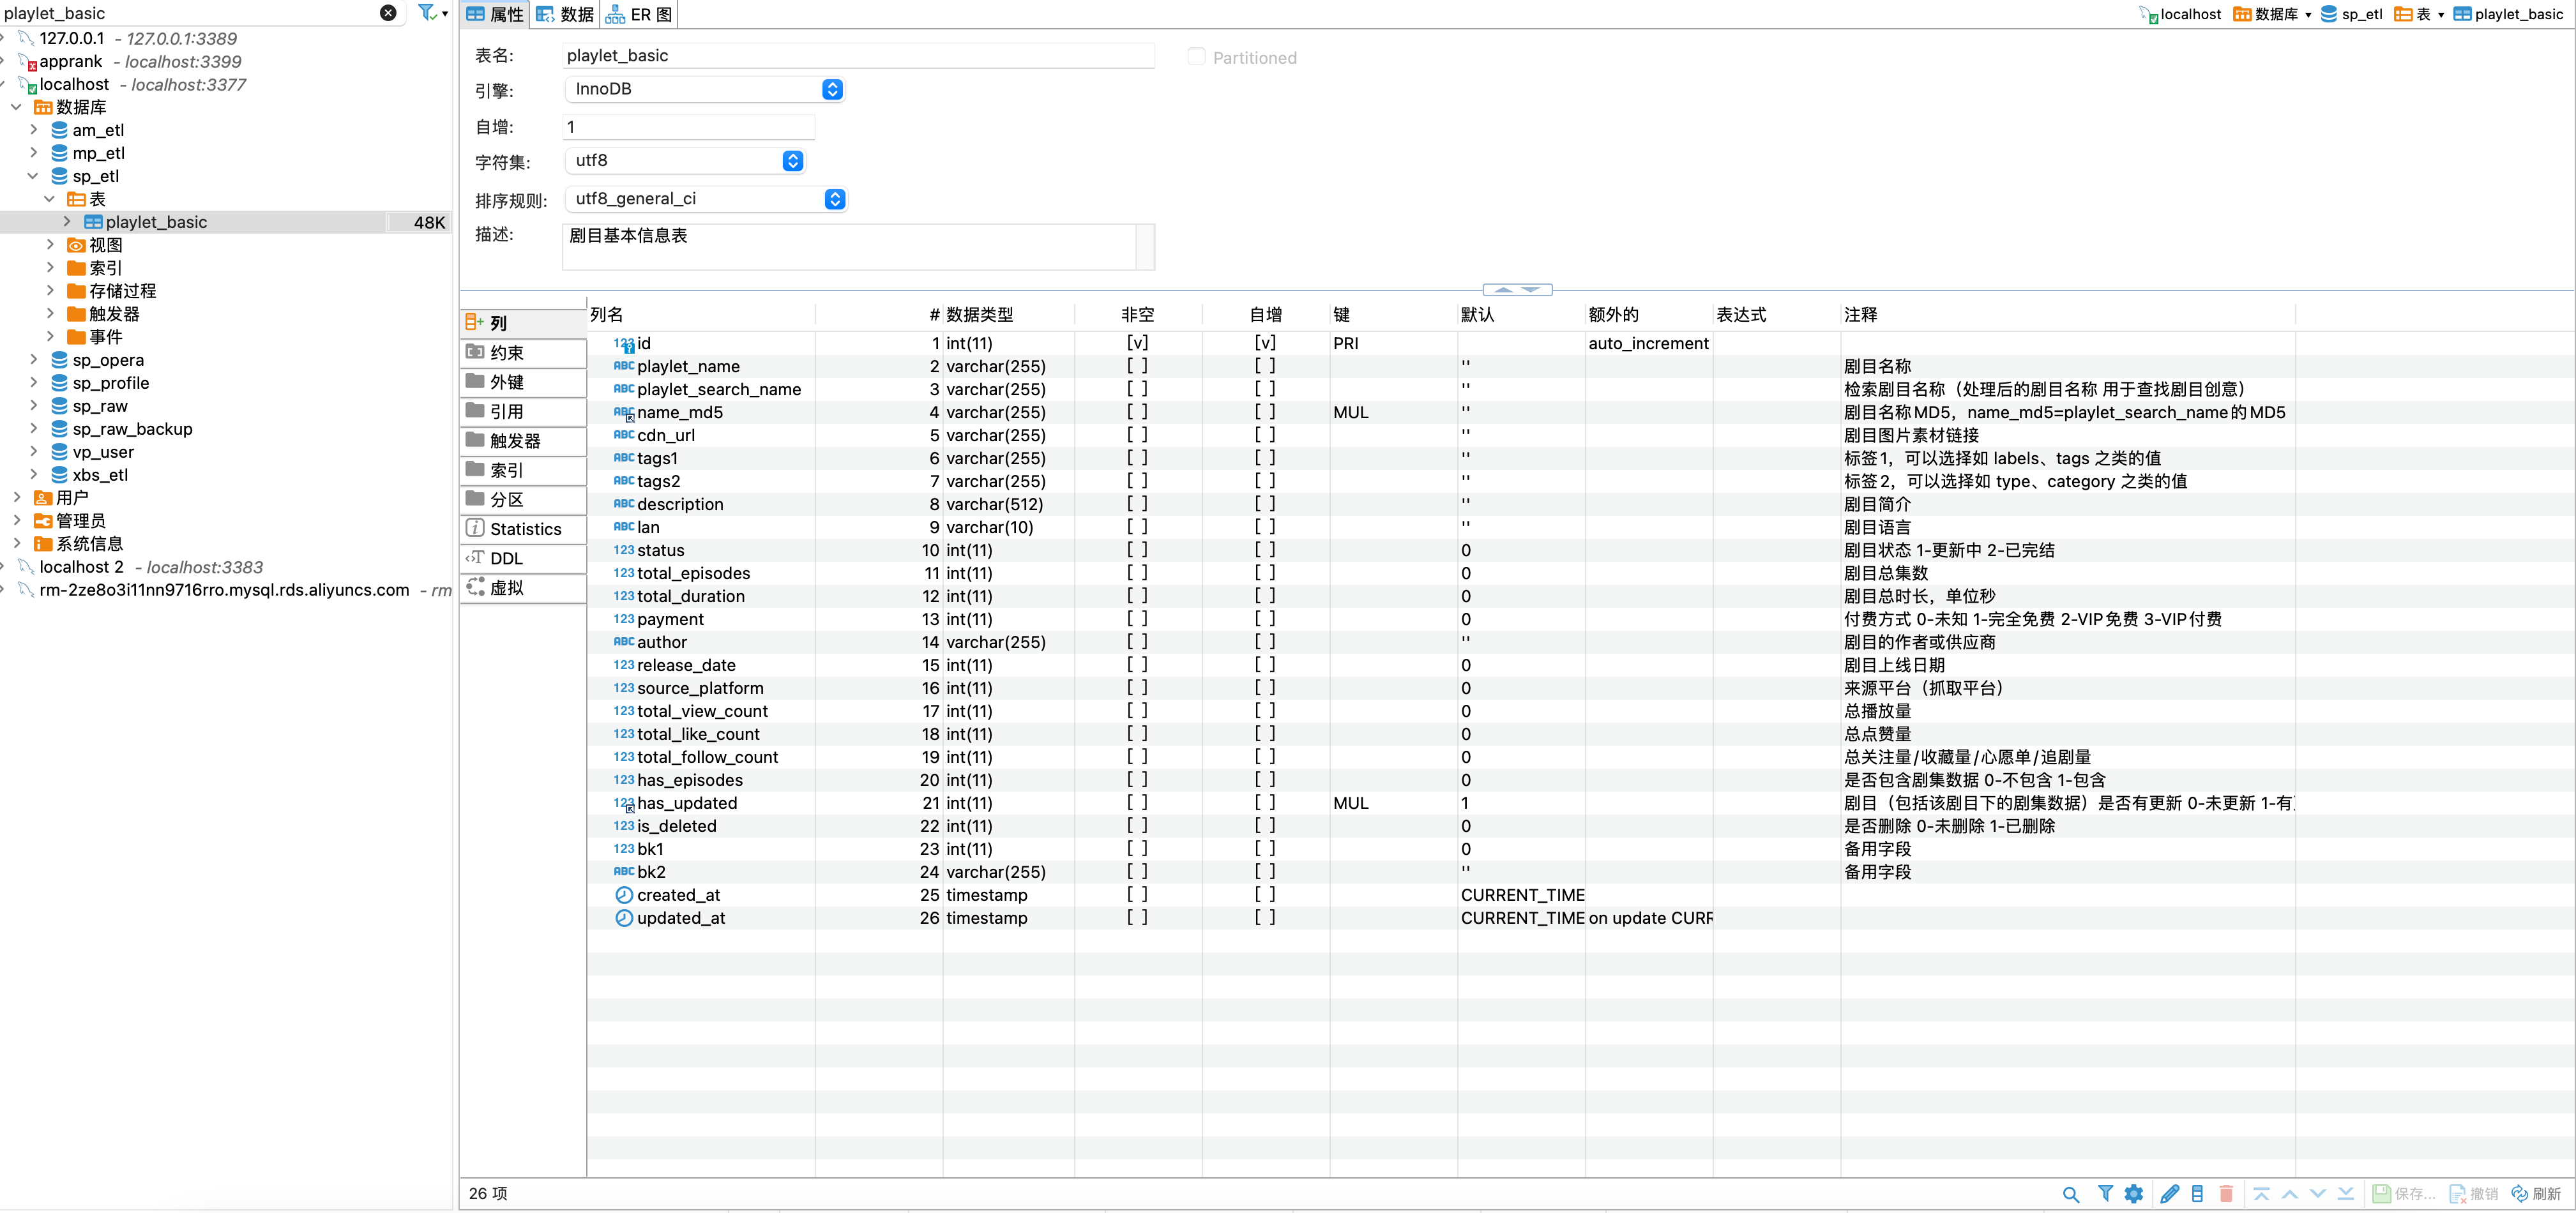 playlet_basic
127.0.0.1 - 127.0.0.1:3389
apprank - localhost:3399
localhost - localhost:3377
数据库
am_etl
mp_etl
sp_etl
表
playlet_basic 48K
视图
索引
存储过程
触发器
事件
sp_opera
sp_profile
sp_raw
sp_raw_backup
vp_user
xbs_etl
用户
管理员
系统信息
localhost 2 - localhost:3383
rm-2ze8o3i11nn9716rro.mysql.rds.aliyuncs.com - rm
属性 数据 ER 图
localhost 数据库 sp_etl 表 playlet_basic
表名: playlet_basic Partitioned
引擎: InnoDB
自增: 1
字符集: utf8
排序规则: utf8_general_ci
描述: 剧目基本信息表
列
约束
外键
引用
触发器
索引
分区
Statistics
DDL
虚拟
列名 # 数据类型 非空 自增 键 默认 额外的 表达式 注释
123 id 1 int(11) [v] [v] PRI auto_increment
ABC playlet_name 2 varchar(255) [ ] [ ] '' 剧目名称
ABC playlet_search_name 3 varchar(255) [ ] [ ] '' 检索剧目名称（处理后的剧目名称 用于查找剧目创意）
ABC name_md5 4 varchar(255) [ ] [ ] MUL '' 剧目名称MD5，name_md5=playlet_search_name的MD5
ABC cdn_url 5 varchar(255) [ ] [ ] '' 剧目图片素材链接
ABC tags1 6 varchar(255) [ ] [ ] '' 标签1，可以选择如 labels、tags 之类的值
ABC tags2 7 varchar(255) [ ] [ ] '' 标签2，可以选择如 type、category 之类的值
ABC description 8 varchar(512) [ ] [ ] '' 剧目简介
ABC lan 9 varchar(10) [ ] [ ] '' 剧目语言
123 status 10 int(11) [ ] [ ] 0 剧目状态 1-更新中 2-已完结
123 total_episodes 11 int(11) [ ] [ ] 0 剧目总集数
123 total_duration 12 int(11) [ ] [ ] 0 剧目总时长，单位秒
123 payment 13 int(11) [ ] [ ] 0 付费方式 0-未知 1-完全免费 2-VIP免费 3-VIP付费
ABC author 14 varchar(255) [ ] [ ] '' 剧目的作者或供应商
123 release_date 15 int(11) [ ] [ ] 0 剧目上线日期
123 source_platform 16 int(11) [ ] [ ] 0 来源平台（抓取平台）
123 total_view_count 17 int(11) [ ] [ ] 0 总播放量
123 total_like_count 18 int(11) [ ] [ ] 0 总点赞量
123 total_follow_count 19 int(11) [ ] [ ] 0 总关注量/收藏量/心愿单/追剧量
123 has_episodes 20 int(11) [ ] [ ] 0 是否包含剧集数据 0-不包含 1-包含
123 has_updated 21 int(11) [ ] [ ] MUL 1 剧目（包括该剧目下的剧集数据）是否有更新 0-未更新 1-有
123 is_deleted 22 int(11) [ ] [ ] 0 是否删除 0-未删除 1-已删除
123 bk1 23 int(11) [ ] [ ] 0 备用字段
ABC bk2 24 varchar(255) [ ] [ ] '' 备用字段
created_at 25 timestamp [ ] [ ] CURRENT_TIME
updated_at 26 timestamp [ ] [ ] CURRENT_TIME on update CURR
26 项
保存... 撤销 刷新